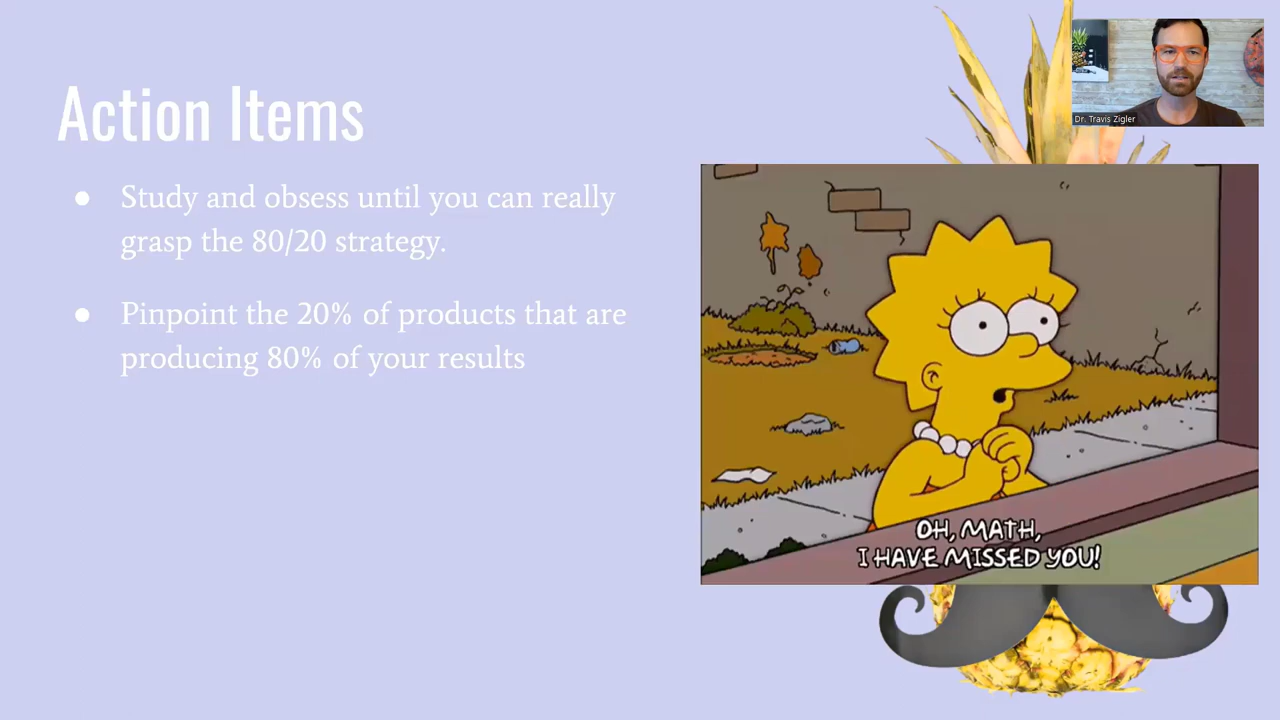 Action Items
● Study and obsess until you can really
grasp the 80/20 strategy.
● Pinpoint the 20% of products that are
producing 80% of your results
Dr. Travis Zigler
OH, MATH,
I HAVE MISSED YOU!